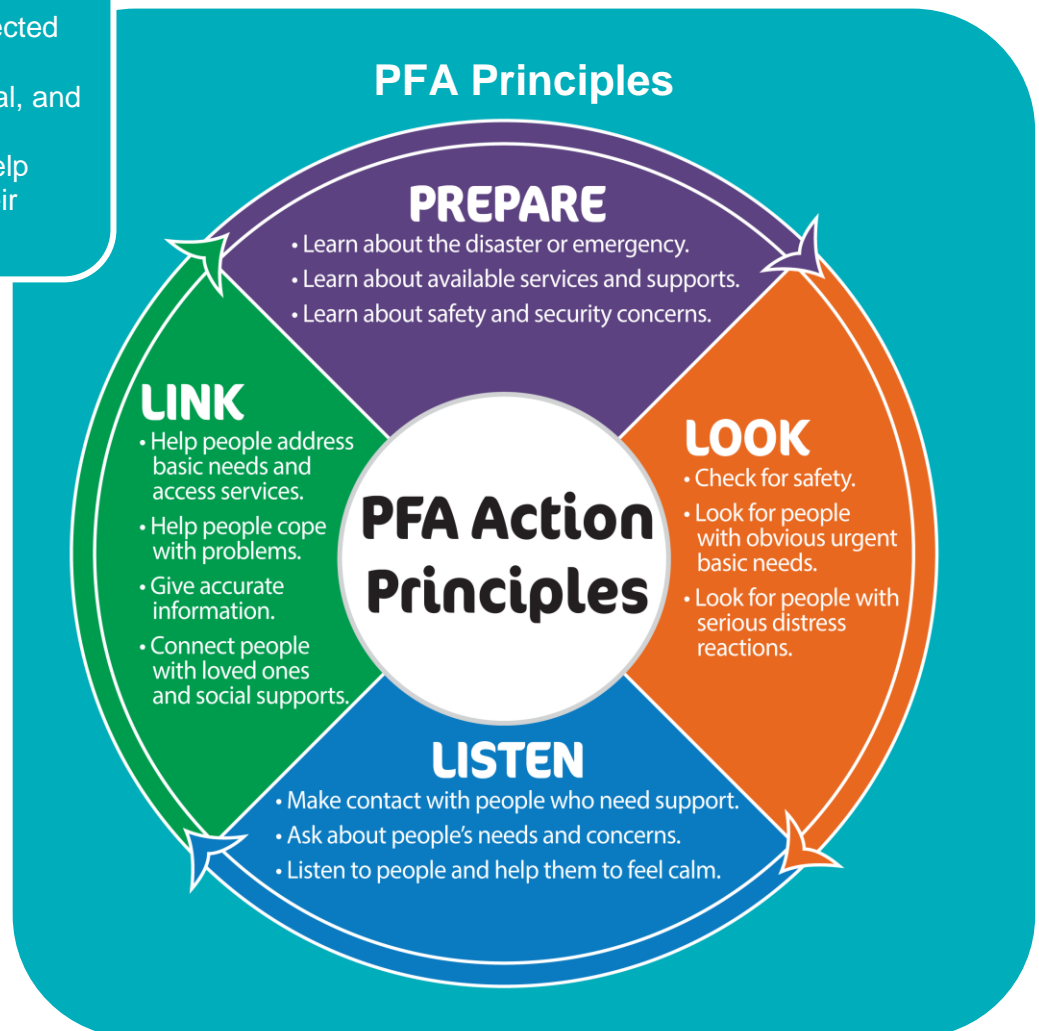 ected
al, and
elp
ir
PFA Principles
PREPARE
• Learn about the disaster or emergency.
• Learn about available services and supports.
• Learn about safety and security concerns.
LOOK
• Check for safety.
• Look for people
with obvious urgent
basic needs.
• Look for people with
serious distress
reactions.
LISTEN
• Make contact with people who need support.
• Ask about people’s needs and concerns.
• Listen to people and help them to feel calm.
LINK
• Help people address
basic needs and
access services.
• Help people cope
with problems.
• Give accurate
information.
• Connect people
with loved ones
and social supports.
PFA Action
Principles